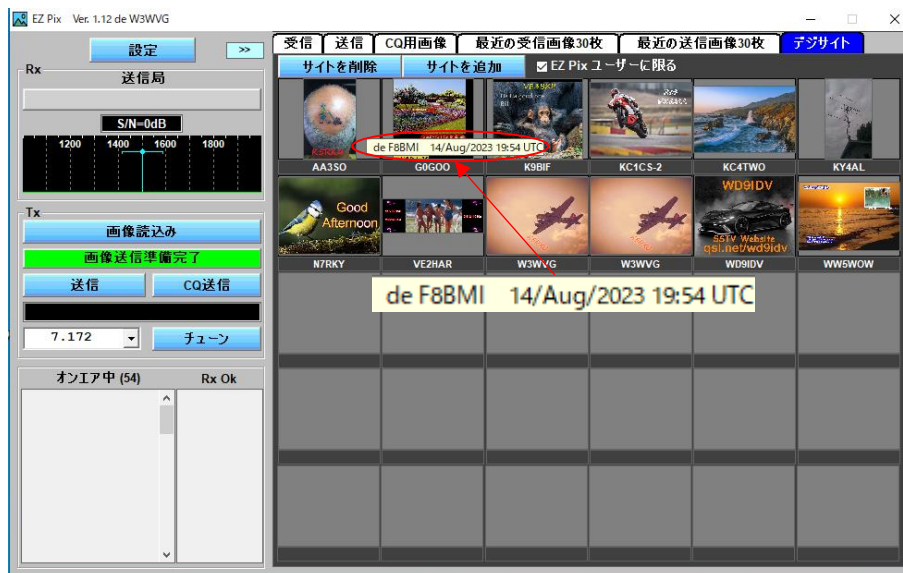 EZ Pix Ver. 1.12 de W3WVG
設定
>>
受信
送信
CQ用画像
最近の受信画像30枚
最近の送信画像30枚
デジサイト
サイトを削除
サイトを追加
EZ Pix ユーザーに限る
Rx
送信局
S/N=0dB
1200 1400 1600 1800
de F8BMI 14/Aug/2023 19:54 UTC
AA3SO
G0GOO
K9BIF
KC1CS-2
KC4TWO
KY4AL
Tx
画像読込み
画像送信準備完了
送信
CQ送信
7.172
チューン
Good
Afternoon
WD9IDV
SSTV Website
qsl.net/wd9idv
N7RKY
VE2HAR
W3WVG
W3WVG
WD9IDV
WW5WOW
de F8BMI 14/Aug/2023 19:54 UTC
オンエア中 (54)
Rx Ok